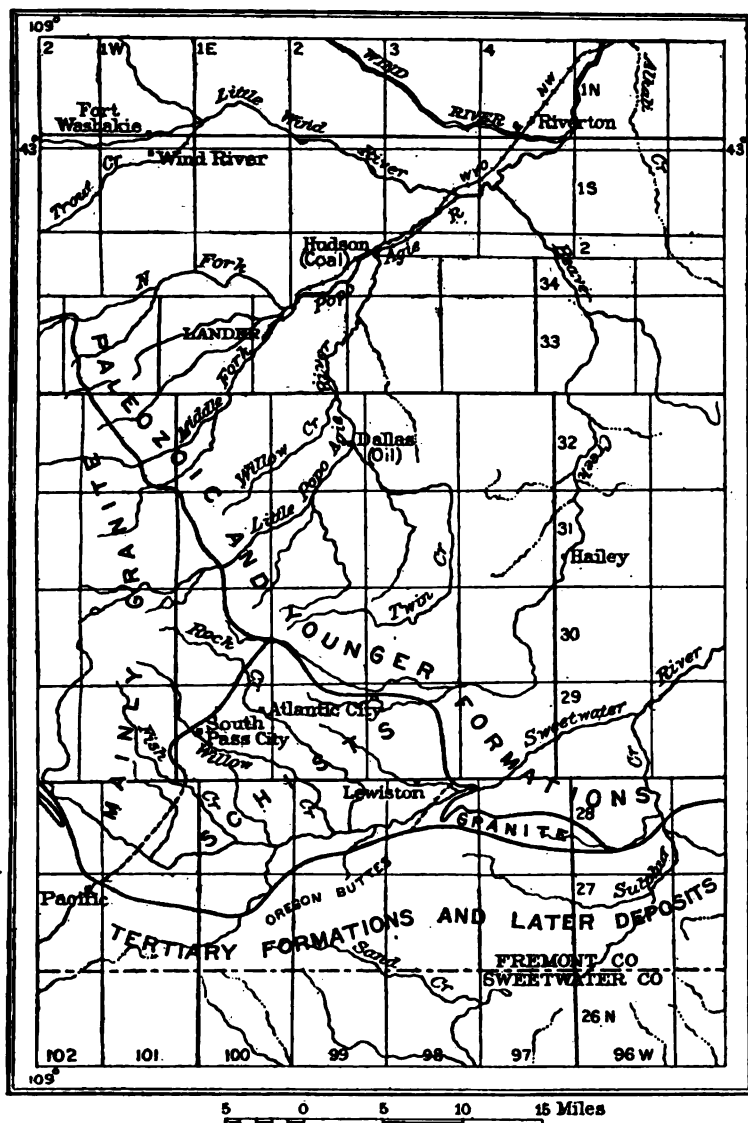 109°
2 1W 1E 2 3 4
WIND RIVER
NW
1N
Alkali Cr
Fort Washakie
Little Wind River
Riverton
43°
43°
Wind River
Trout Cr
WYO
1S
R
Hudson
(Coal)
Popo Agie
2
Beaver Creek
N Fork
34
LANDER
33
Middle Fork
River
PALEOZOIC AND YOUNGER FORMATIONS
Willow Cr
Dallas
(Oil)
32
GRANITE
Little Popo Agie
31
Hailey
Twin Cr
30
Rock Cr
29
Sweetwater River
Atlantic City
South
Pass City
MAINLY
Fish Cr
Willow Cr
SCHISTS
Lewiston
28
GRANITE
Cr
Pacific
OREGON BUTTES
27
Sulphur
TERTIARY FORMATIONS AND LATER DEPOSITS
Sand Cr
FREMONT CO
SWEETWATER CO
26 N
102 101 100 99 98 97 96 W
109°
5 0 5 10 15 Miles